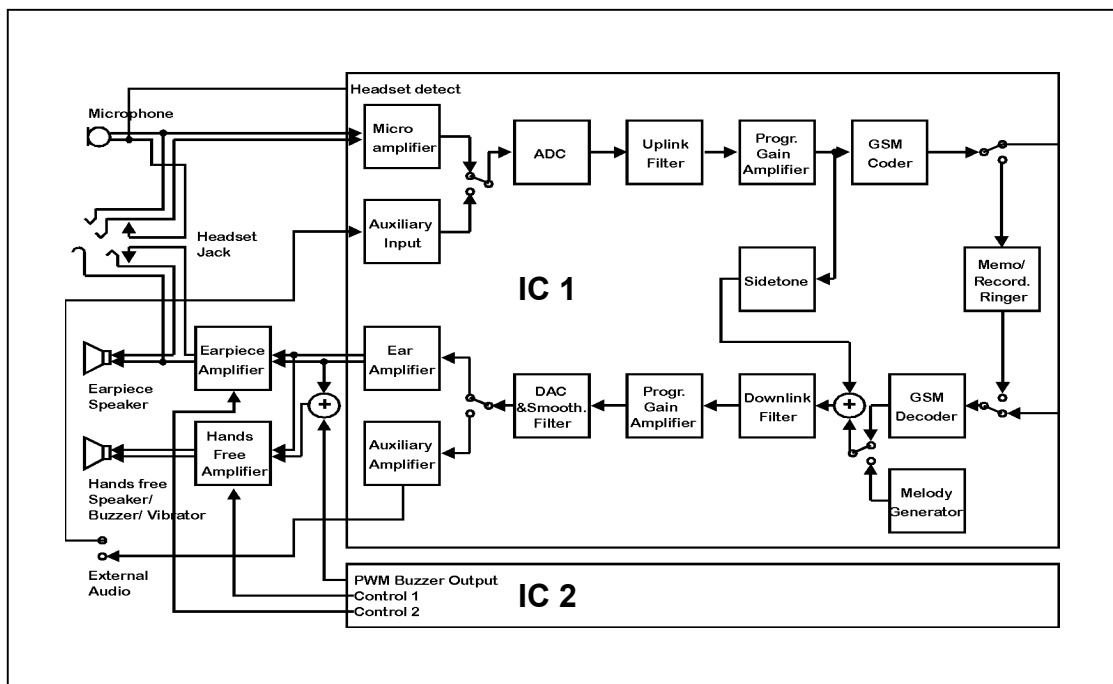 Headset detect
Microphone
Micro
amplifier
ADC
Uplink
Filter
Progr.
Gain
Amplifier
GSM
Coder
Headset
Jack
Auxiliary
Input
IC 1
Sidetone
Memo/
Record.
Ringer
Earpiece
Amplifier
Ear
Amplifier
DAC
&Smooth.
Filter
Progr.
Gain
Amplifier
Downlink
Filter
+
GSM
Decoder
Earpiece
Speaker
+
Hands
Free
Amplifier
Auxiliary
Amplifier
Melody
Generator
Hands free
Speaker/
Buzzer/ Vibrator
External
Audio
PWM Buzzer Output
Control 1
Control 2
IC 2